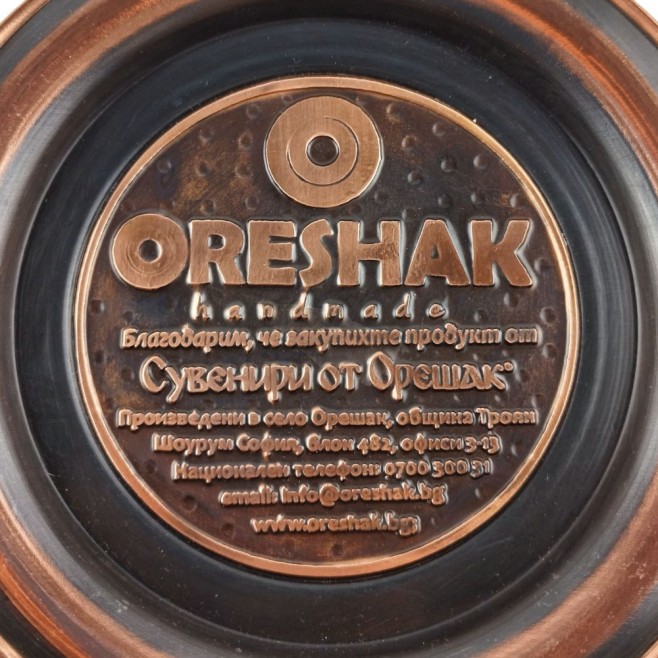 ORESHAK
handmade
Благодарим, че закупихте продукт от
Сувенири от Орешак®
Произведени в село Орешак, община Троян
Шоурум София, блок 482, офиси 3-13
Национален телефон: 0700 300 31
email: info@oreshak.bg
www.oreshak.bg